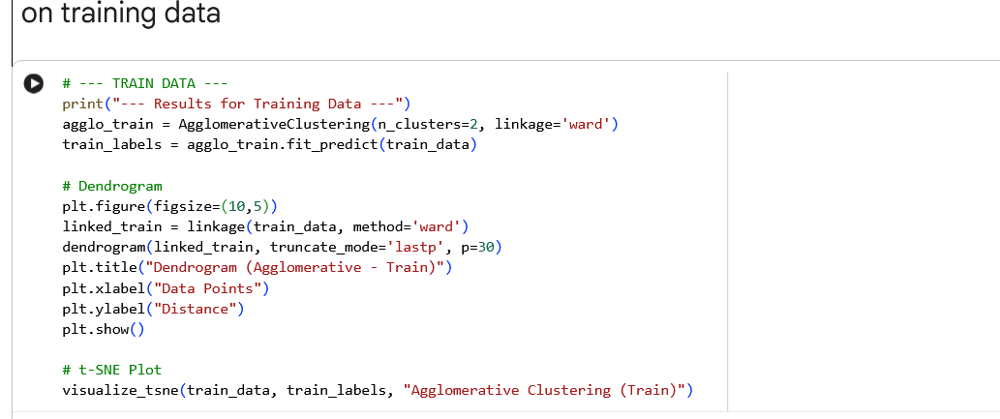 on training data
# --- TRAIN DATA ---
print("--- Results for Training Data ---")
agglo_train = AgglomerativeClustering(n_clusters=2, linkage='ward')
train_labels = agglo_train.fit_predict(train_data)
# Dendrogram
plt.figure(figsize=(10,5))
linked_train = linkage(train_data, method='ward')
dendrogram(linked_train, truncate_mode='lastp', p=30)
plt.title("Dendrogram (Agglomerative - Train)")
plt.xlabel("Data Points")
plt.ylabel("Distance")
plt.show()
# t-SNE Plot
visualize_tsne(train_data, train_labels, "Agglomerative Clustering (Train)")